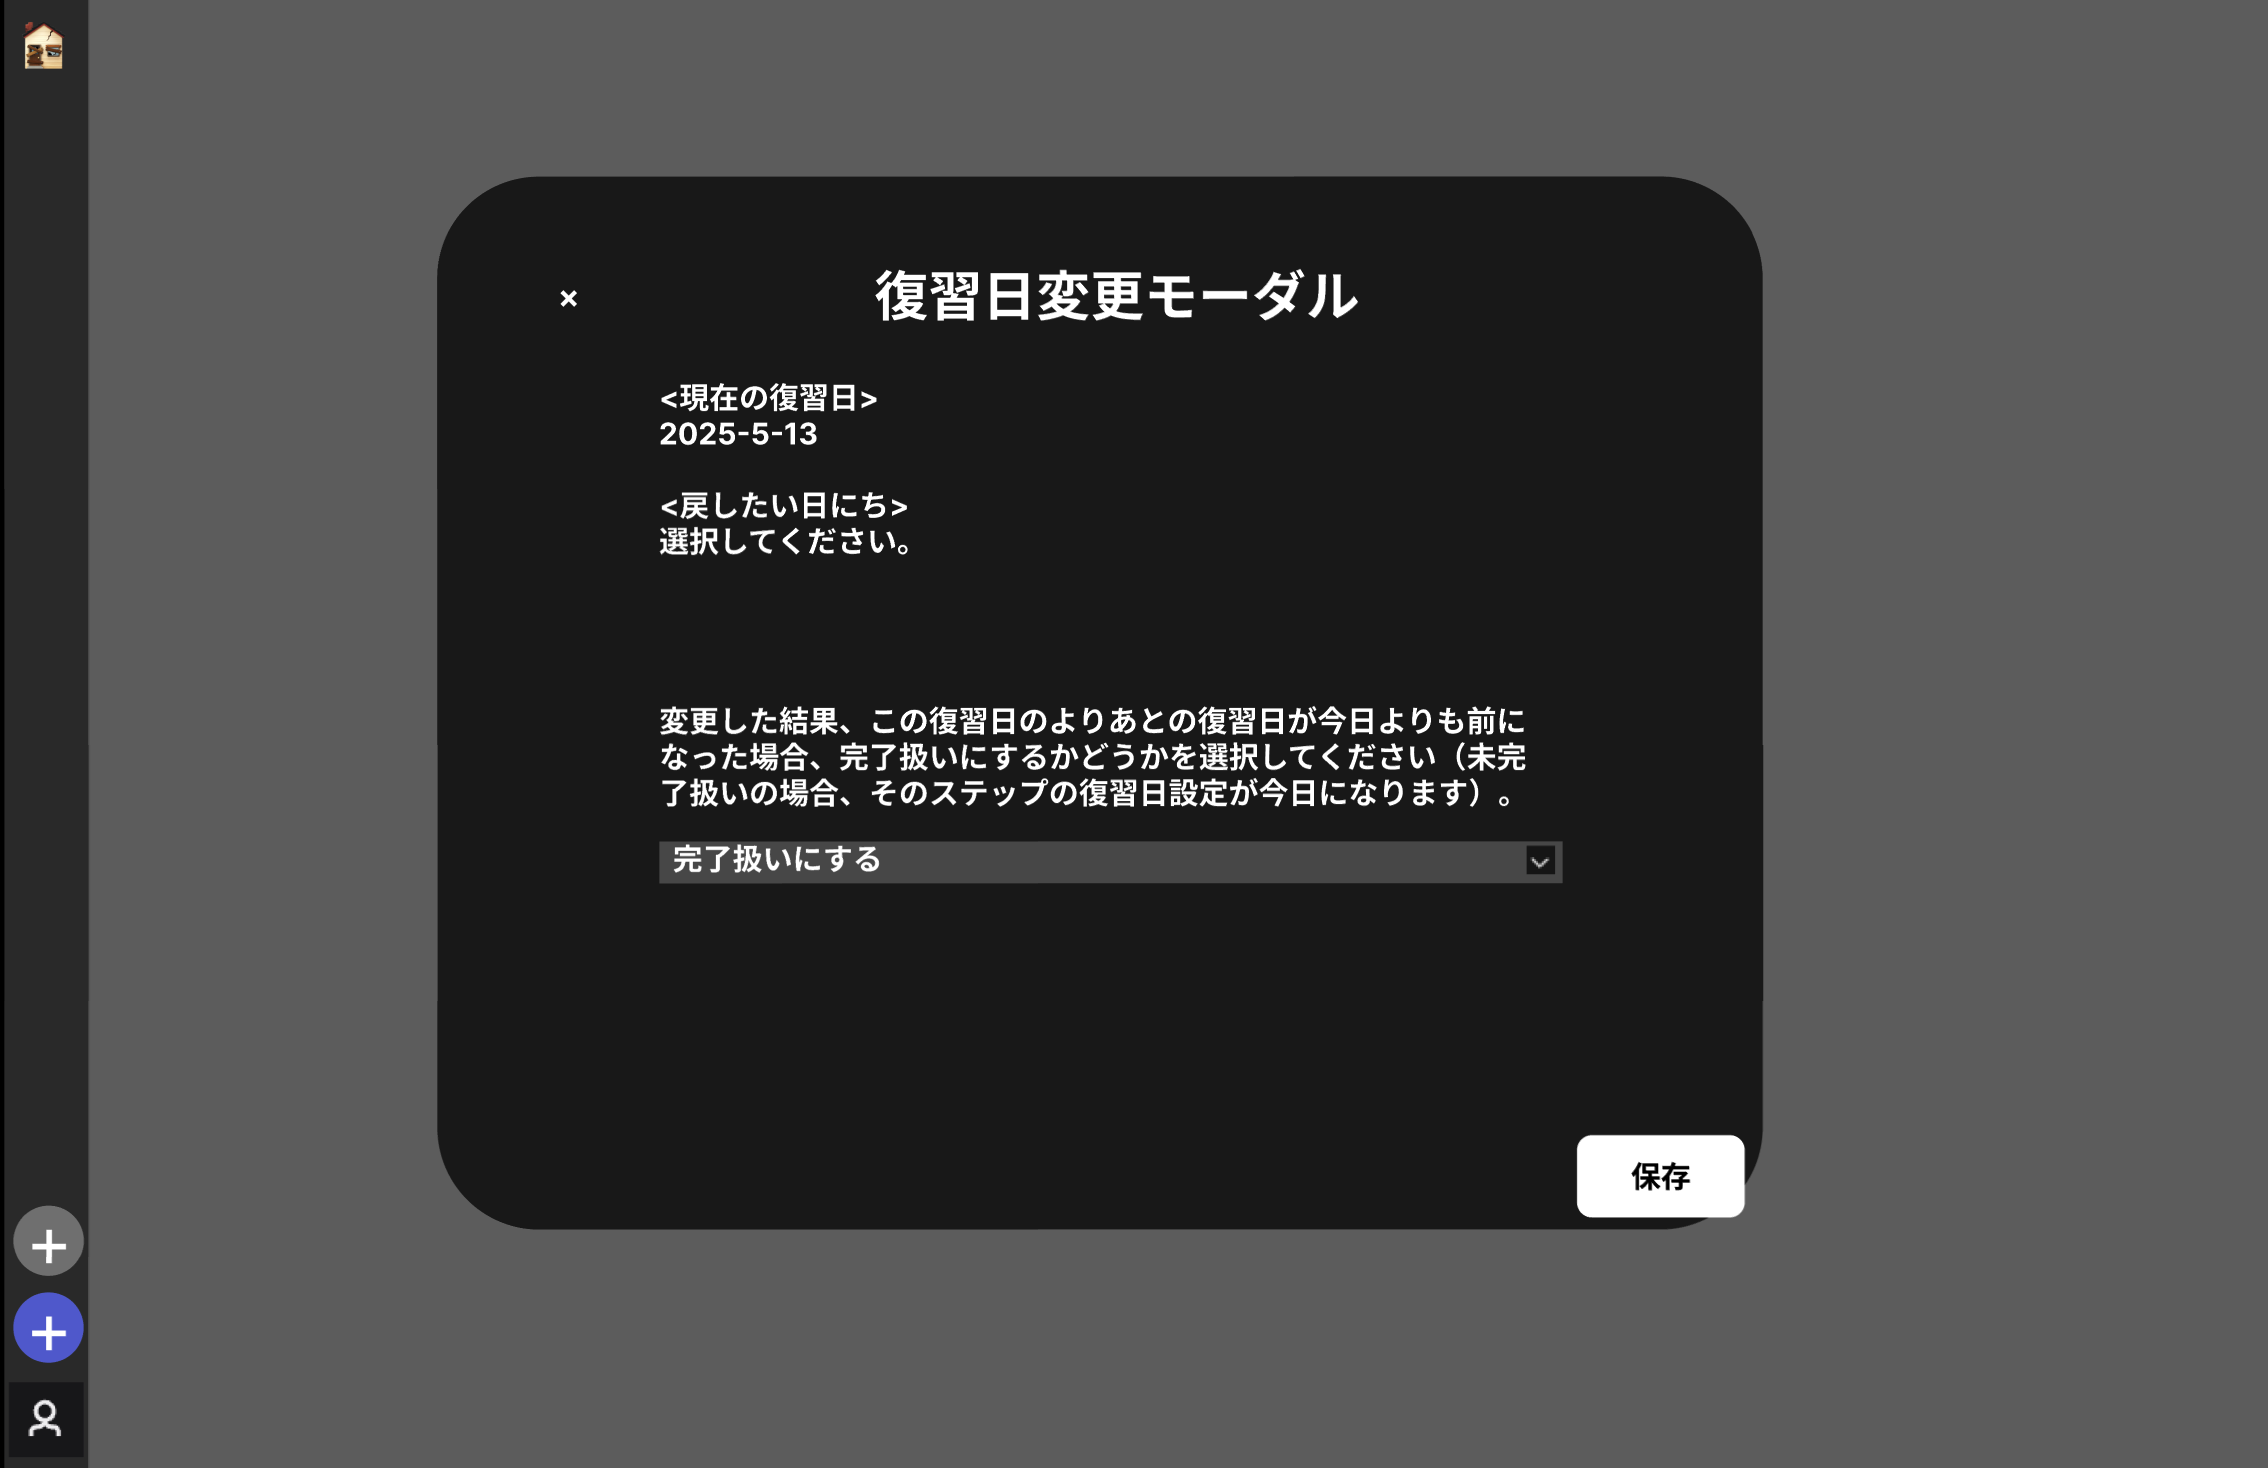 ×
復習日変更モーダル
<現在の復習日>
2025-5-13
<戻したい日にち>
選択してください。
変更した結果、この復習日のよりあとの復習日が今日よりも前に
なった場合、完了扱いにするかどうかを選択してください（未完
了扱いの場合、そのステップの復習日設定が今日になります）。
完了扱いにする
保存